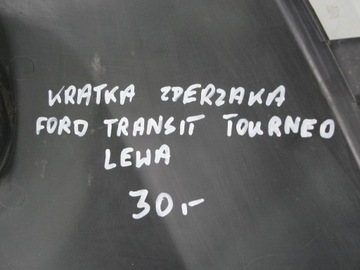 KRATKA ZDERZAKA
FORD TRANSIT TOURNEO
LEWA
30,-